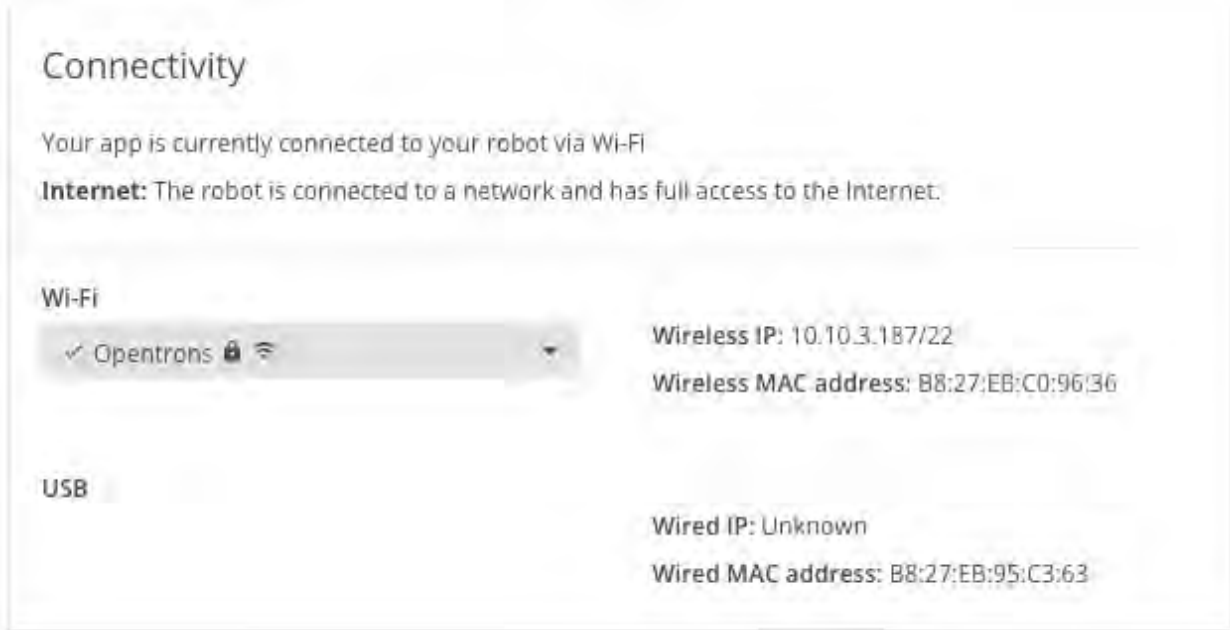 Connectivity
Your app is currently connected to your robot via Wi-Fi
Internet: The robot is connected to a network and has full access to the Internet.
Wi-Fi
Opentrons
Wireless IP: 10.10.3.187/22
Wireless MAC address: B8:27:EB:C0:96:36
USB
Wired IP: Unknown
Wired MAC address: B8:27:EB:95:C3:63